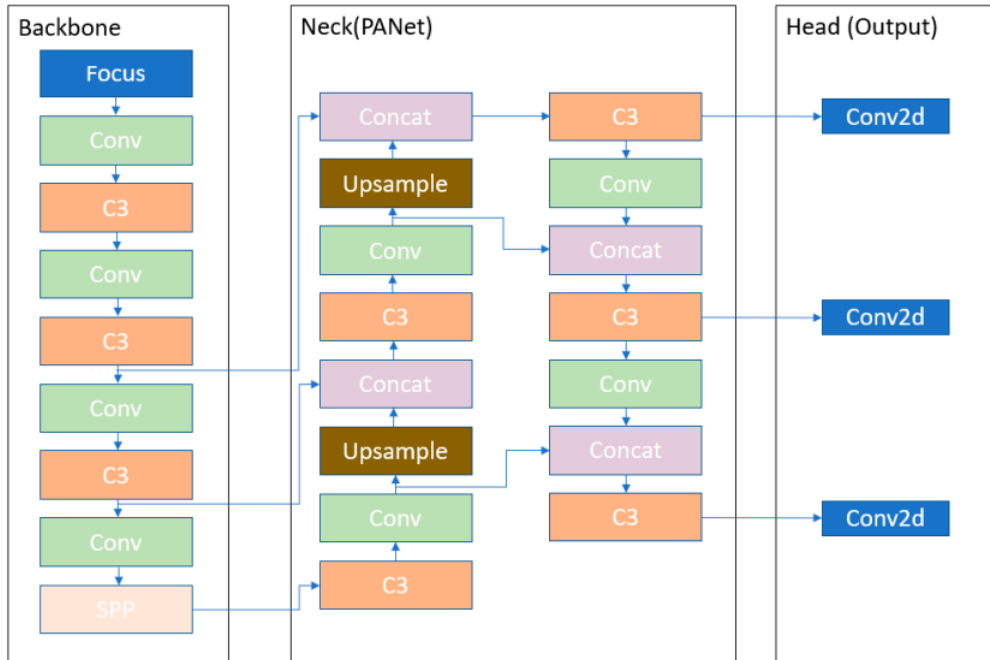 Backbone
Focus
Conv
C3
Conv
C3
Conv
C3
Conv
SPP
Neck(PANet)
Concat
Upsample
Conv
C3
Concat
Upsample
Conv
C3
C3
Conv
Concat
C3
Conv
Concat
C3
Head (Output)
Conv2d
Conv2d
Conv2d